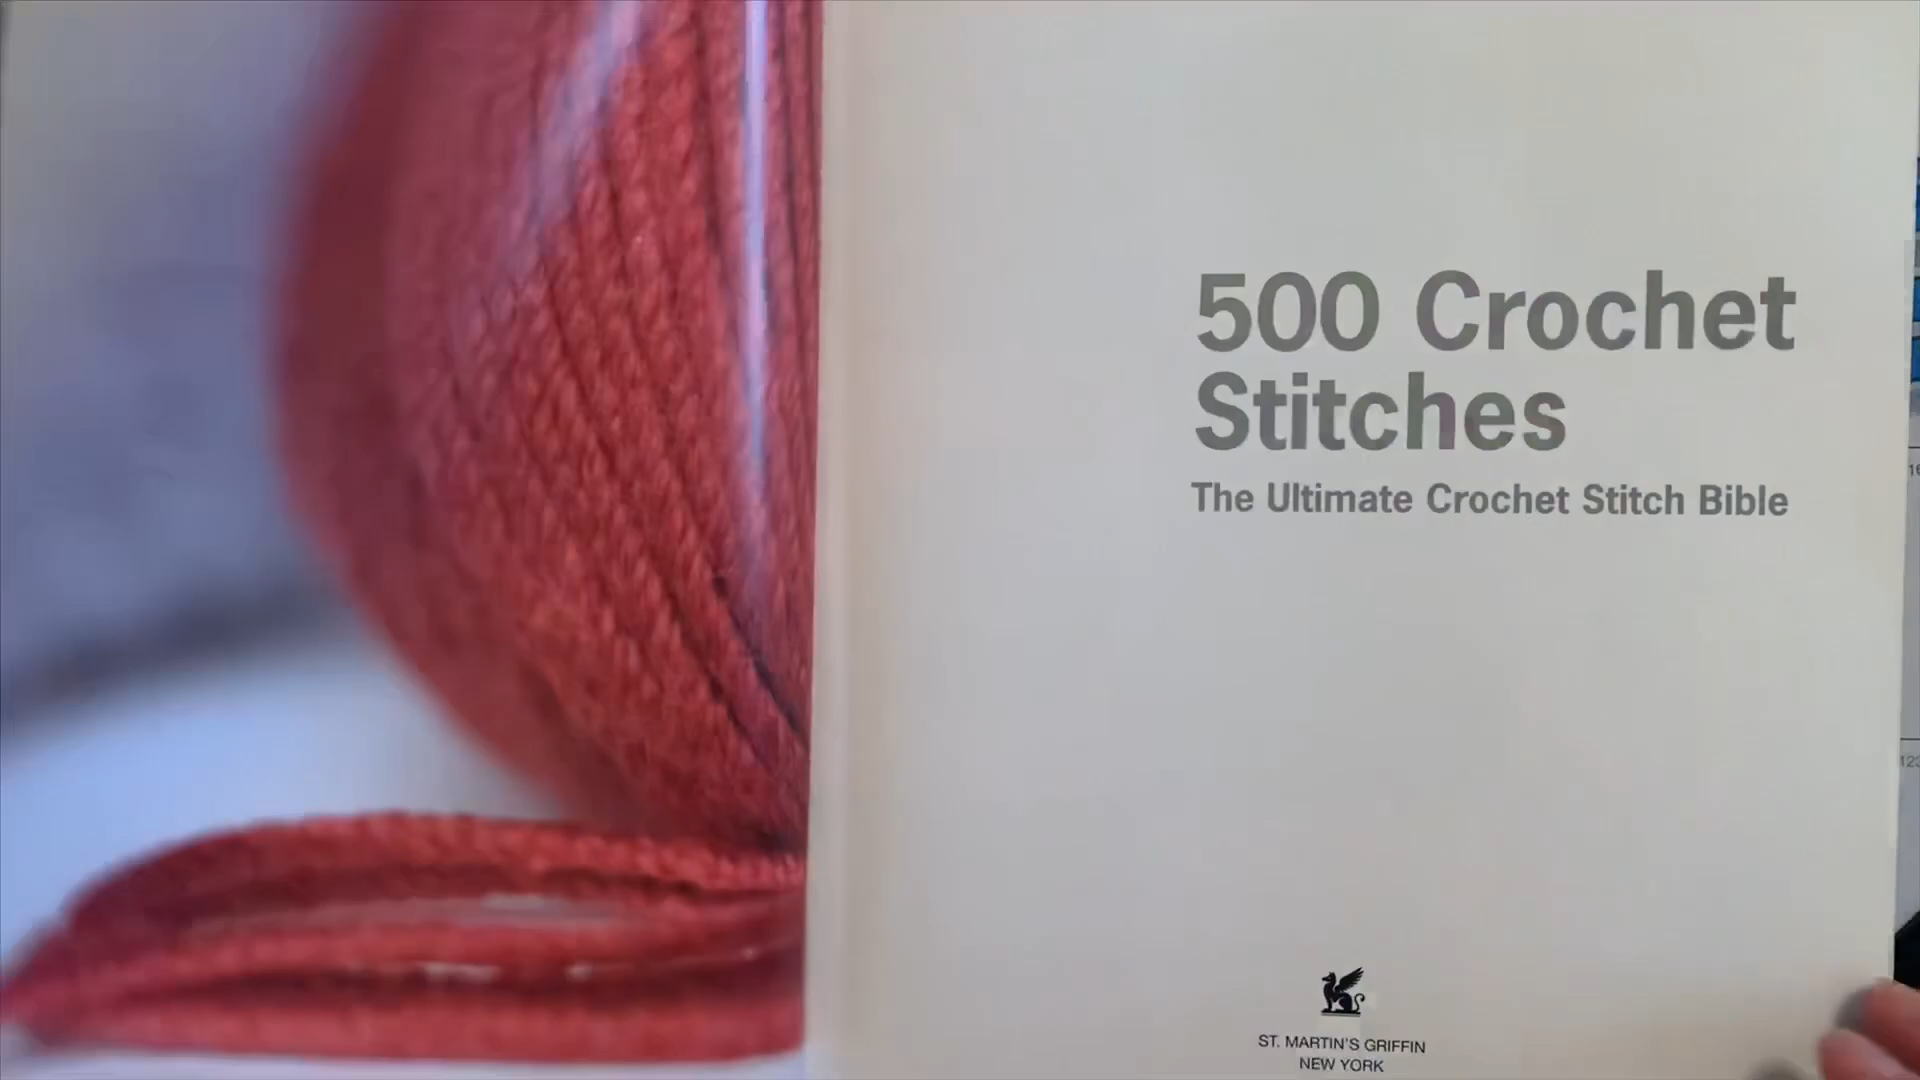 500 Crochet
Stitches
The Ultimate Crochet Stitch Bible
ST. MARTIN'S GRIFFIN
NEW YORK